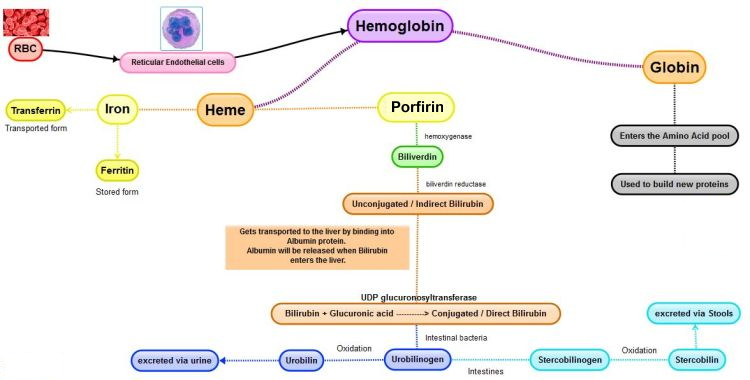 Hemoglobin
RBC
Reticular Endothelial cells
Globin
Transferrin
Transported form
Iron
Heme
Porfirin
hemoxygenase
Enters the Amino Acid pool
Biliverdin
Ferritin
Stored form
biliverdin reductase
Used to build new proteins
Unconjugated / Indirect Bilirubin
Gets transported to the liver by binding into
Albumin protein.
Albumin will be released when Bilirubin
enters the liver.
UDP glucuronosyltransferase
Bilirubin + Glucuronic acid ----------> Conjugated / Direct Bilirubin
excreted via Stools
Intestinal bacteria
Oxidation
Oxidation
excreted via urine
Urobilin
Urobilinogen
Stercobilinogen
Stercobilin
Intestines